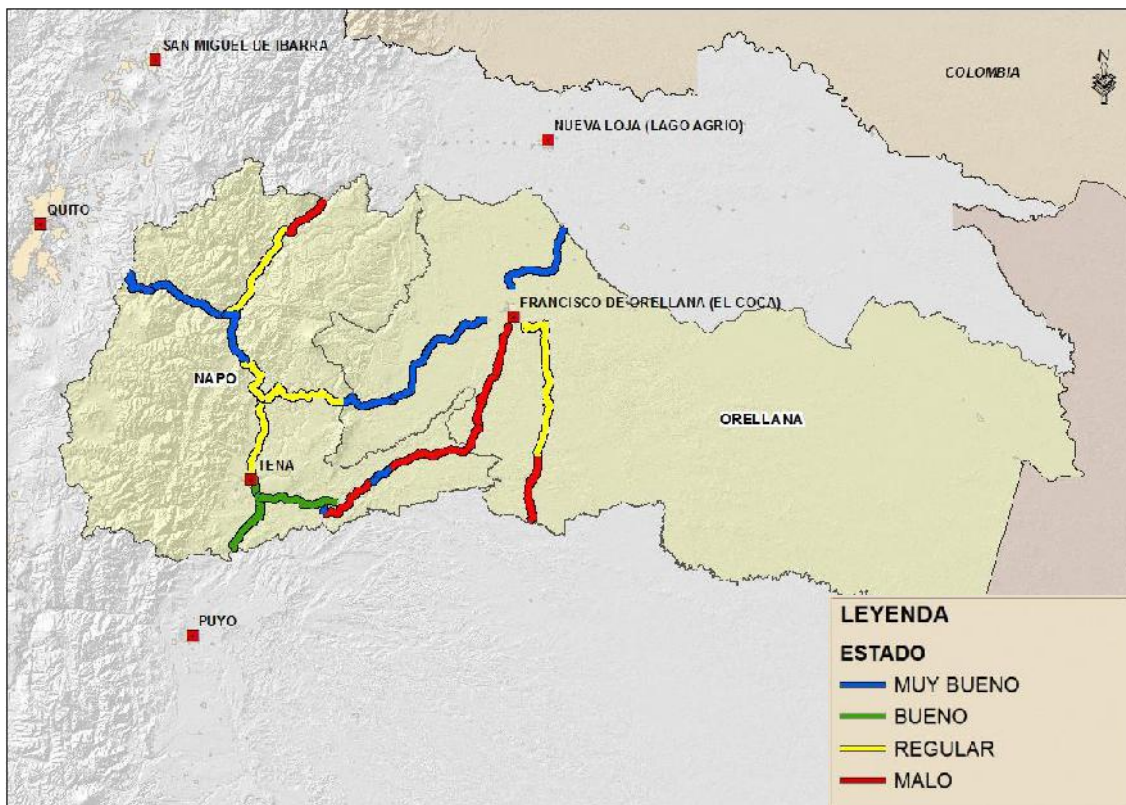 SAN MIGUEL DE IBARRA
COLOMBIA
N
NUEVA LOJA (LAGO AGRIO)
QUITO
FRANCISCO DE ORELLANA (EL COCA)
NAPO
ORELLANA
TENA
PUYO
LEYENDA
ESTADO
MUY BUENO
BUENO
REGULAR
MALO